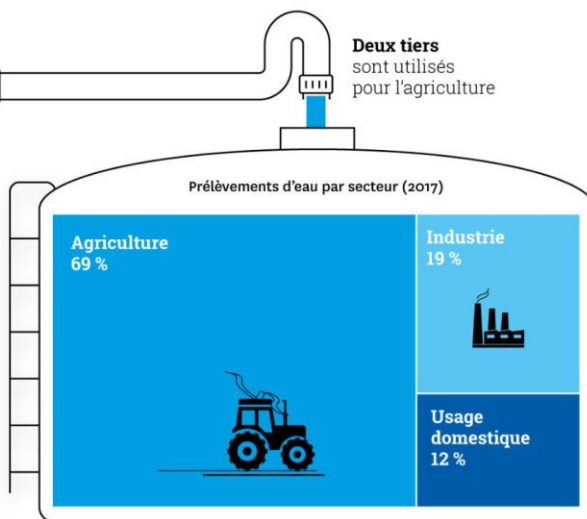 Deux tiers
sont utilisés
pour l'agriculture
Prélèvements d'eau par secteur (2017)
Agriculture
69 %
Industrie
19 %
Usage
domestique
12 %